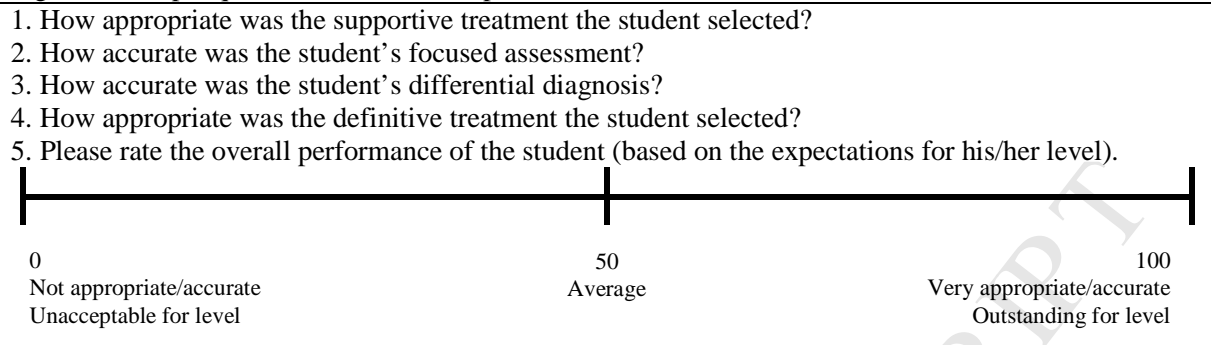 1. How appropriate was the supportive treatment the student selected?
2. How accurate was the student’s focused assessment?
3. How accurate was the student’s differential diagnosis?
4. How appropriate was the definitive treatment the student selected?
5. Please rate the overall performance of the student (based on the expectations for his/her level).
0 50 100
Not appropriate/accurate Average Very appropriate/accurate
Unacceptable for level Outstanding for level
RIPT